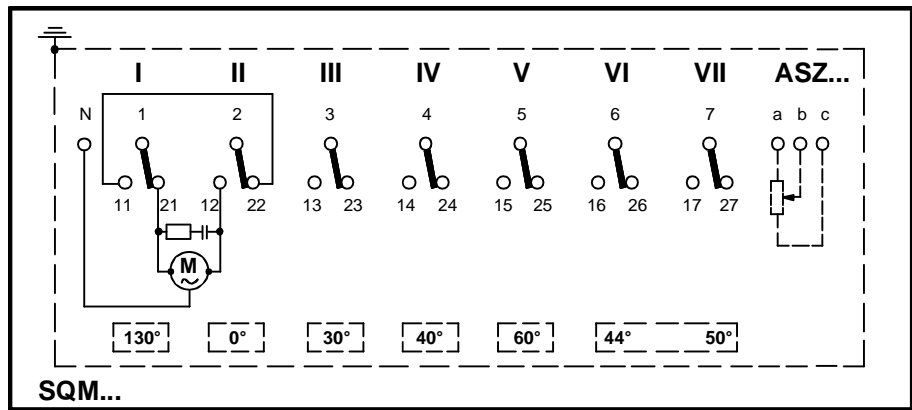 I II III IV V VI VII ASZ...
N 1 2 3 4 5 6 7 a b c
11 21 12 22 13 23 14 24 15 25 16 26 17 27
M
~
130° 0° 30° 40° 60° 44° 50°
SQM...